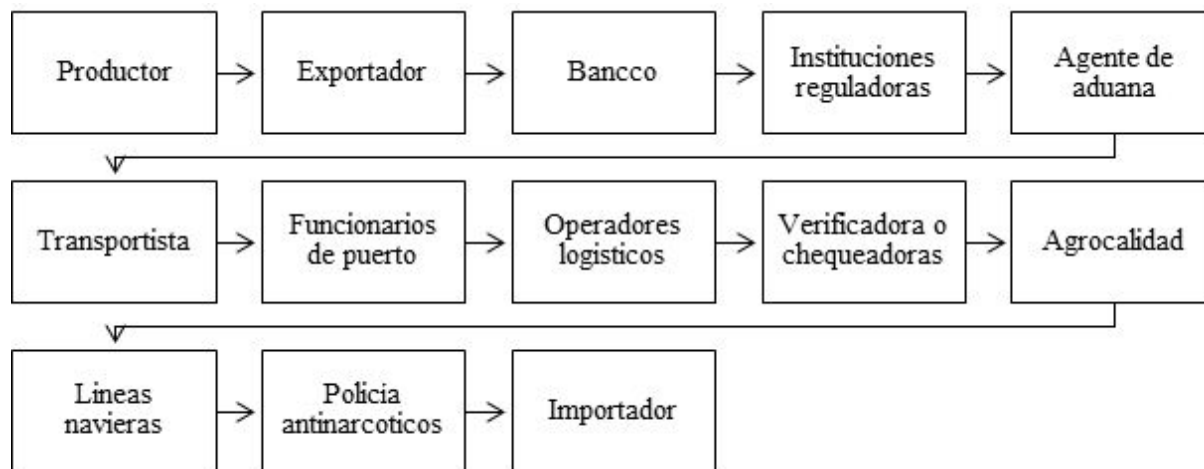 Productor
Exportador
Bancco
Instituciones
reguladoras
Agente de
aduana
Transportista
Funcionarios
de puerto
Operadores
logisticos
Verificadora o
chequeadoras
Agrocalidad
Lineas
navieras
Policia
antinarcoticos
Importador